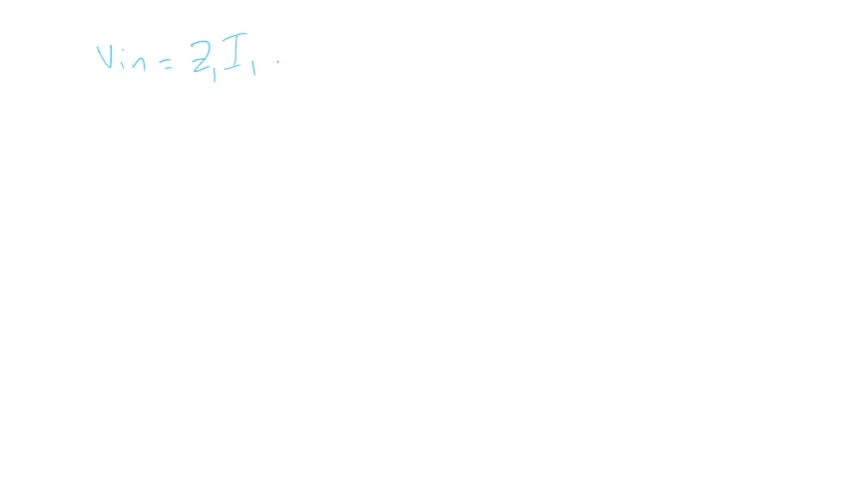 Vin = Z₁I₁ .